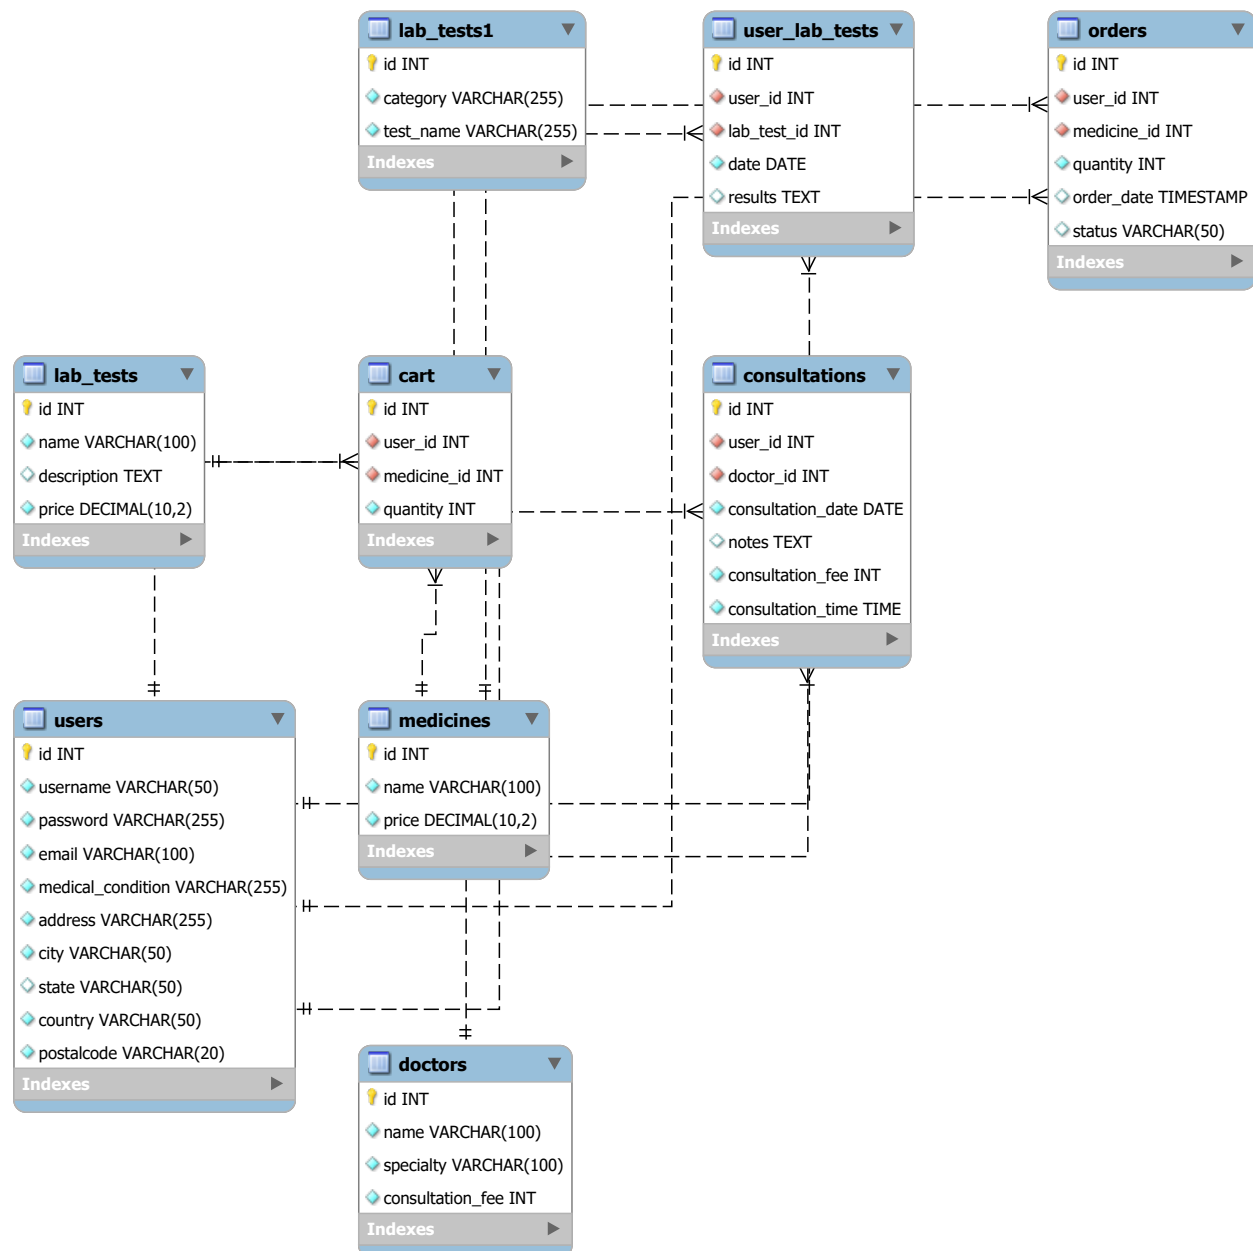 lab_tests1
id INT
category VARCHAR(255)
test_name VARCHAR(255)
Indexes
user_lab_tests
id INT
user_id INT
lab_test_id INT
date DATE
results TEXT
Indexes
orders
id INT
user_id INT
medicine_id INT
quantity INT
order_date TIMESTAMP
status VARCHAR(50)
Indexes
lab_tests
id INT
name VARCHAR(100)
description TEXT
price DECIMAL(10,2)
Indexes
cart
id INT
user_id INT
medicine_id INT
quantity INT
Indexes
consultations
id INT
user_id INT
doctor_id INT
consultation_date DATE
notes TEXT
consultation_fee INT
consultation_time TIME
Indexes
users
id INT
username VARCHAR(50)
password VARCHAR(255)
email VARCHAR(100)
medical_condition VARCHAR(255)
address VARCHAR(255)
city VARCHAR(50)
state VARCHAR(50)
country VARCHAR(50)
postalcode VARCHAR(20)
Indexes
medicines
id INT
name VARCHAR(100)
price DECIMAL(10,2)
Indexes
doctors
id INT
name VARCHAR(100)
specialty VARCHAR(100)
consultation_fee INT
Indexes